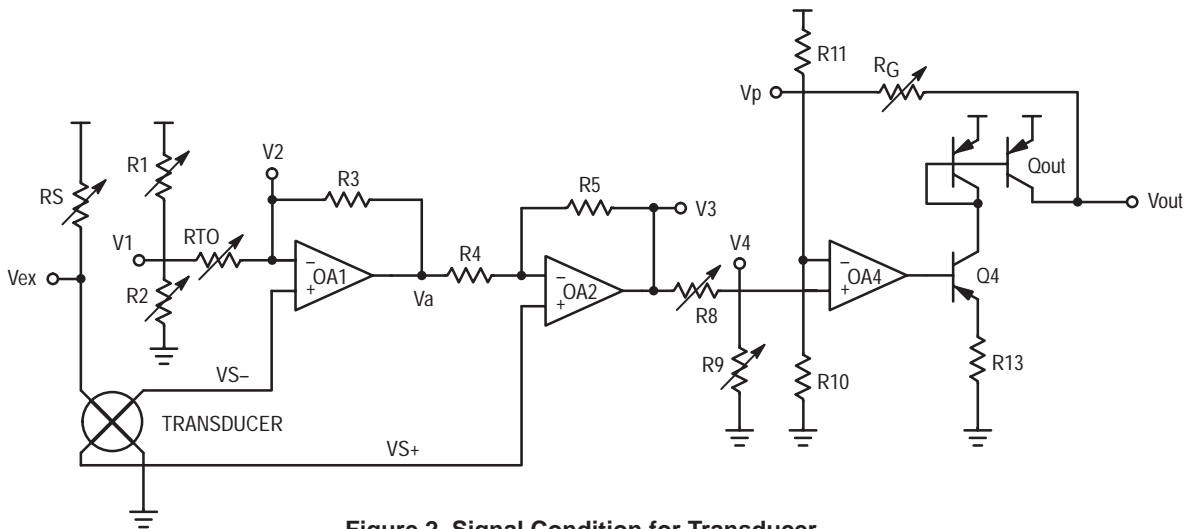 R11
RG
Vp
R1
V2
RS
R3
R5
Qout
V3
Vout
V1
RTO
V4
R4
Vex
R2
OA1
Va
OA2
R8
OA4
Q4
R9
R10
R13
VS–
TRANSDUCER
VS+
Figure 2. Signal Condition for Transducer